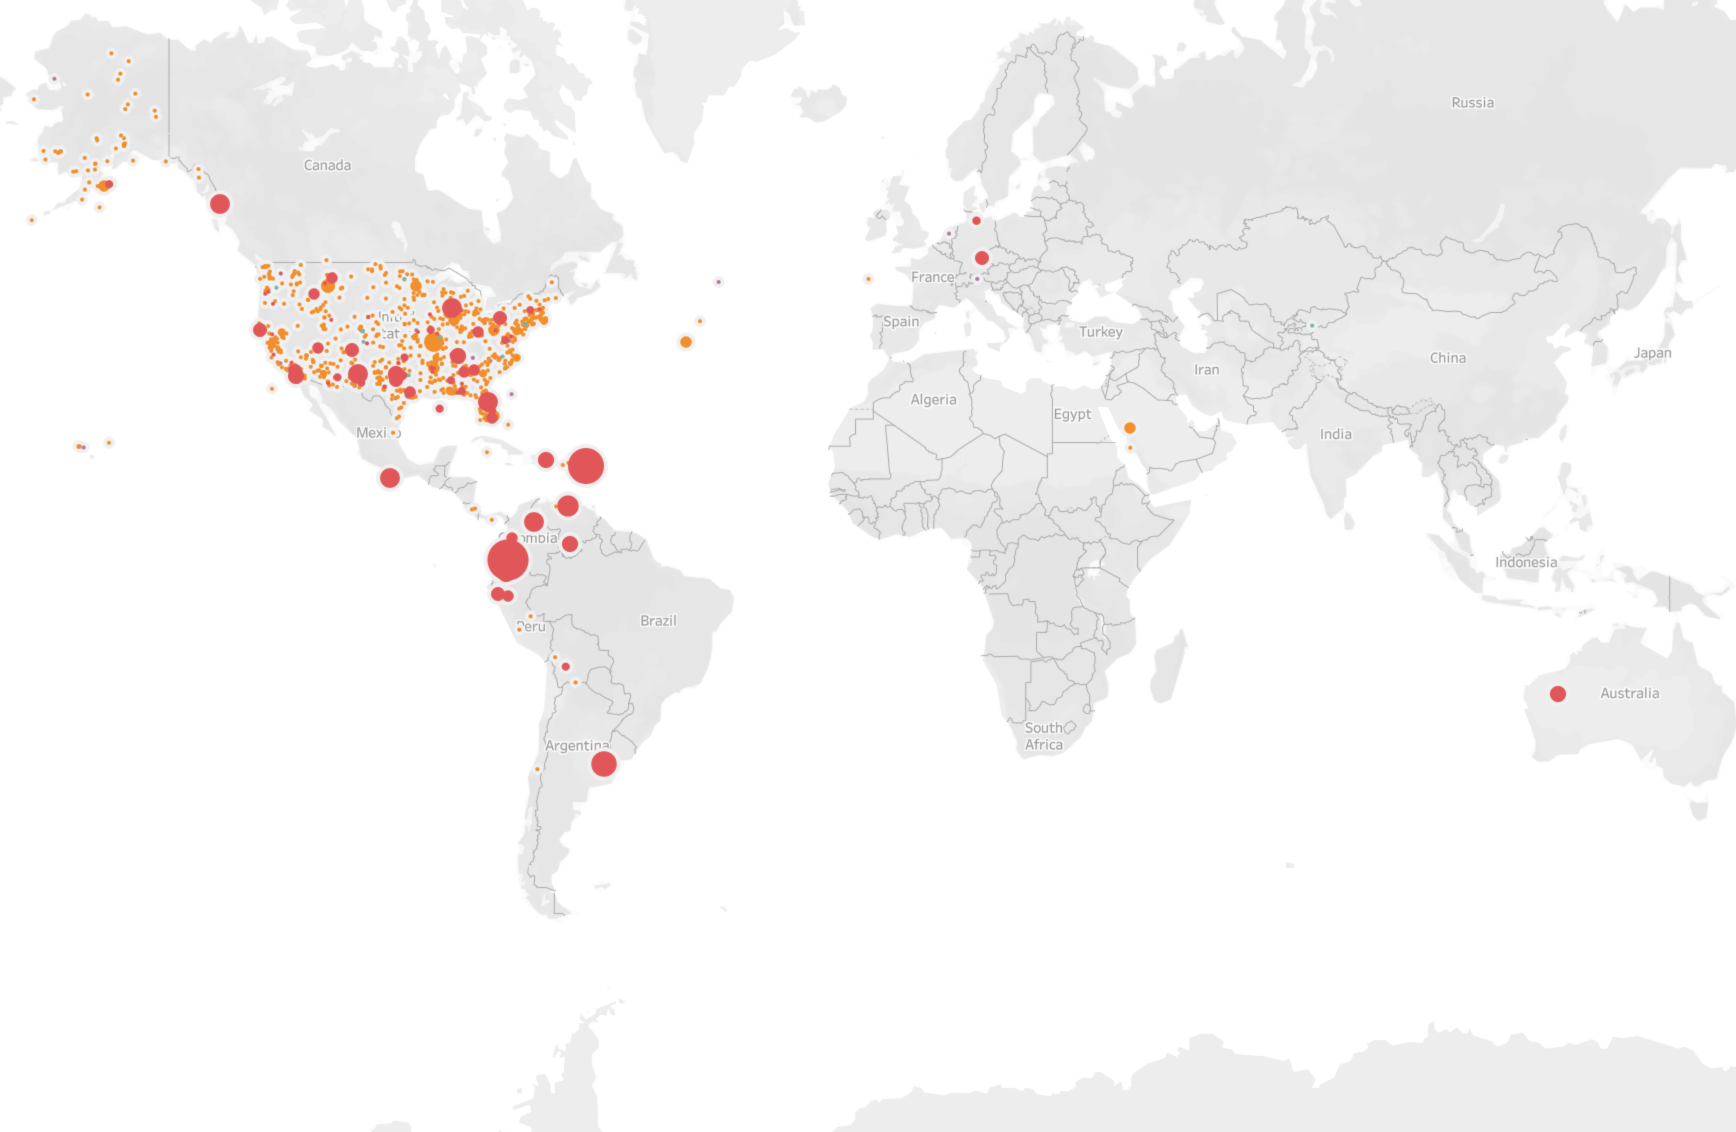 Russia
Canada
France
Spain
Turkey
China
Japan
Iran
Algeria
Egypt
India
Indonesia
Brazil
Peru
Australia
South
Africa
Argentina